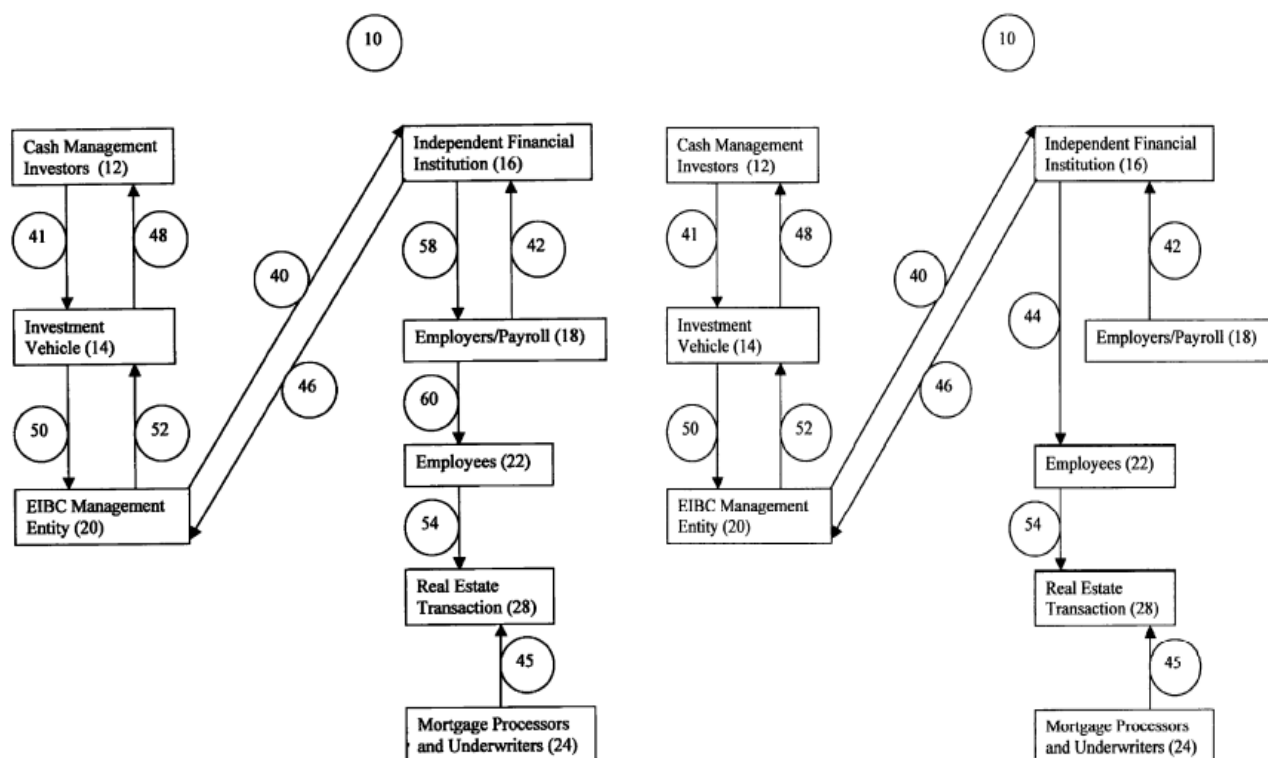 10
Cash Management
Investors (12)
Independent Financial
Institution (16)
41
48
58
42
40
Investment
Vehicle (14)
Employers/Payroll (18)
46
50
52
60
Employees (22)
EIBC Management
Entity (20)
54
Real Estate
Transaction (28)
45
Mortgage Processors
and Underwriters (24)
10
Cash Management
Investors (12)
Independent Financial
Institution (16)
41
48
42
40
44
Investment
Vehicle (14)
Employers/Payroll (18)
46
50
52
Employees (22)
EIBC Management
Entity (20)
54
Real Estate
Transaction (28)
45
Mortgage Processors
and Underwriters (24)